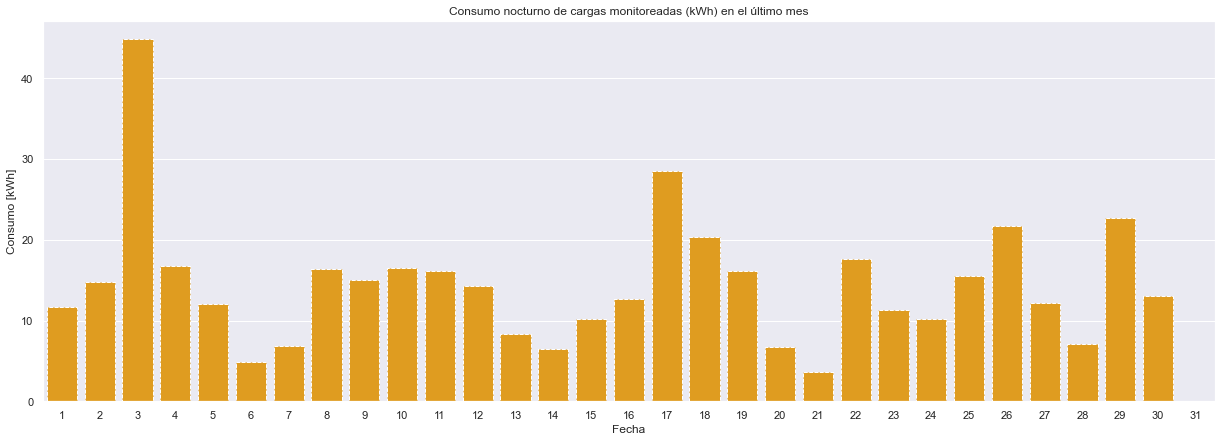 Consumo nocturno de cargas monitoreadas (kWh) en el último mes
Consumo [kWh]
40
30
20
10
0
1 2 3 4 5 6 7 8 9 10 11 12 13 14 15 16 17 18 19 20 21 22 23 24 25 26 27 28 29 30 31
Fecha